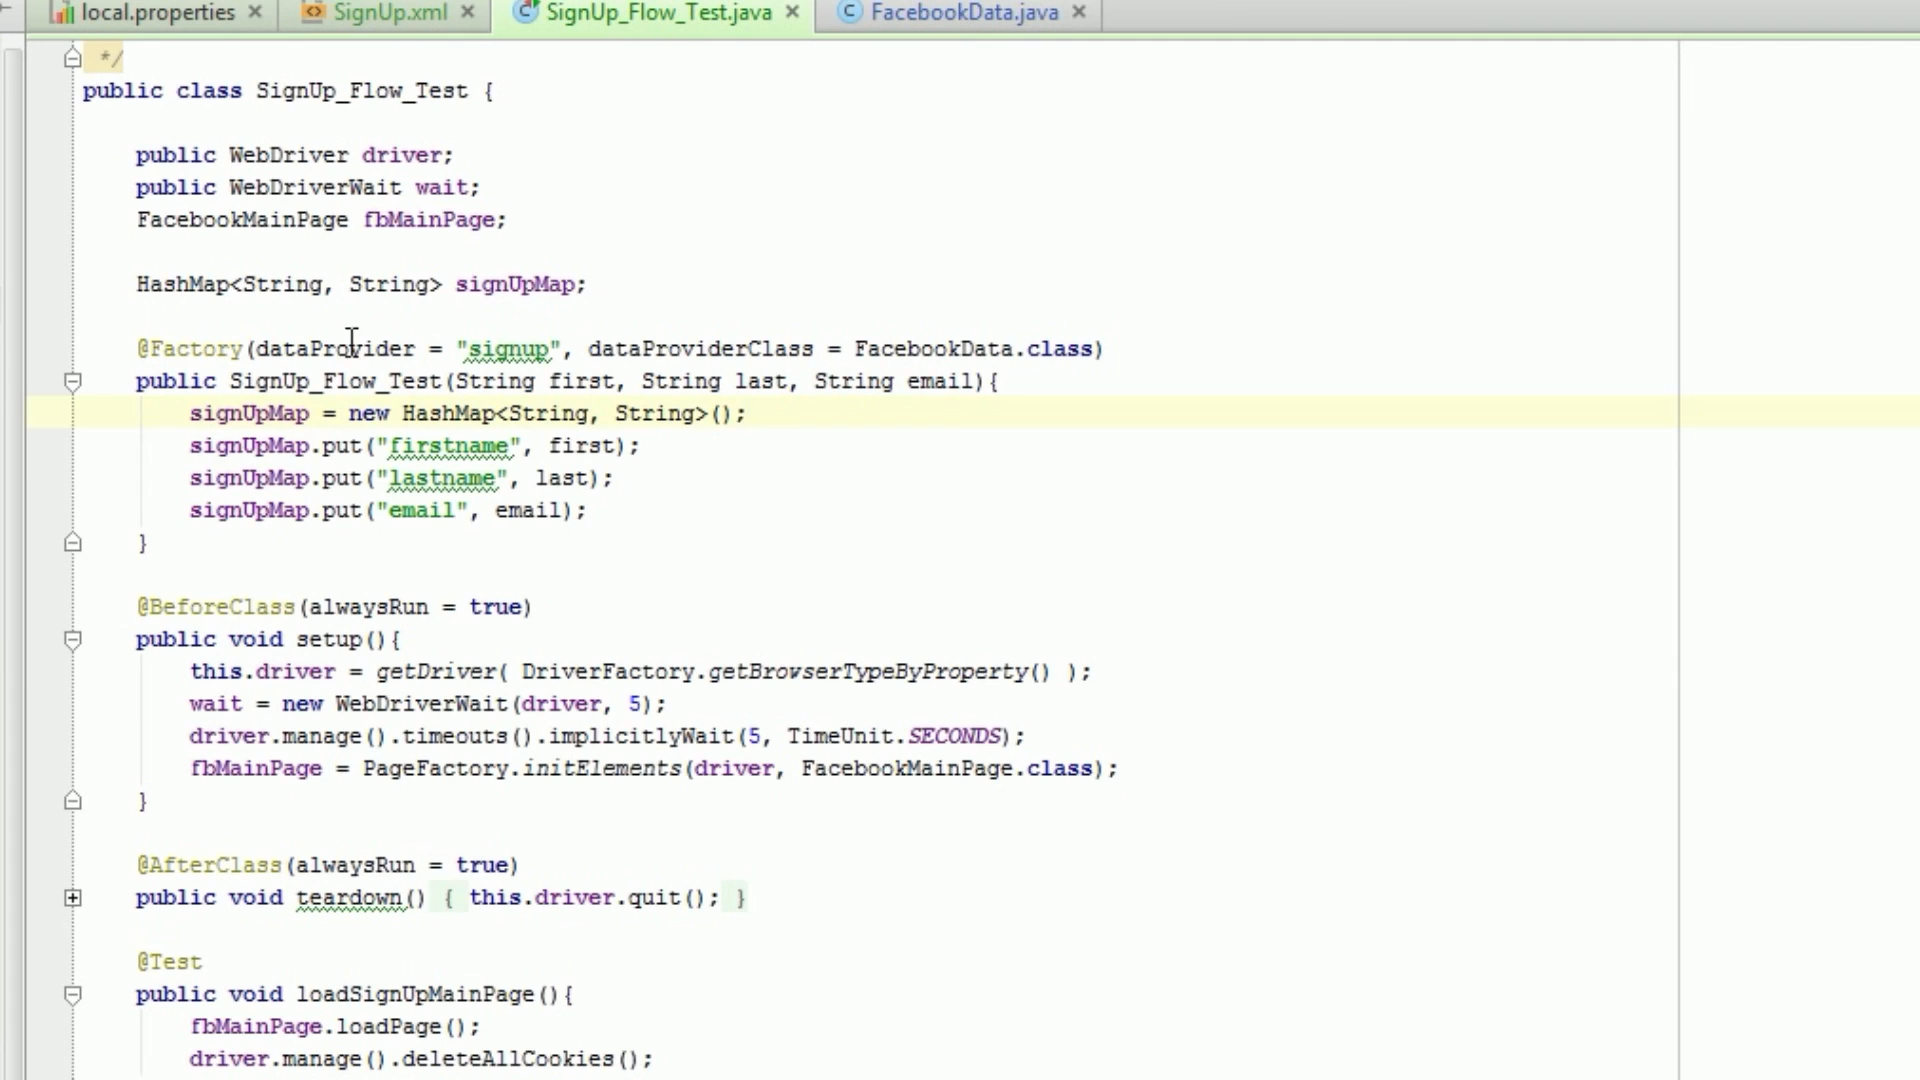 local.properties SignUp.xml SignUp_Flow_Test.java FacebookData.java
*/
public class SignUp_Flow_Test {
public WebDriver driver;
public WebDriverWait wait;
FacebookMainPage fbMainPage;
HashMap<String, String> signUpMap;
@Factory(dataProvider = "signup", dataProviderClass = FacebookData.class)
public SignUp_Flow_Test(String first, String last, String email){
signUpMap = new HashMap<String, String>();
signUpMap.put("firstname", first);
signUpMap.put("lastname", last);
signUpMap.put("email", email);
}
@BeforeClass(alwaysRun = true)
public void setup(){
this.driver = getDriver( DriverFactory.getBrowserTypeByProperty() );
wait = new WebDriverWait(driver, 5);
driver.manage().timeouts().implicitlyWait(5, TimeUnit.SECONDS);
fbMainPage = PageFactory.initElements(driver, FacebookMainPage.class);
}
@AfterClass(alwaysRun = true)
public void teardown() { this.driver.quit(); }
@Test
public void loadSignUpMainPage(){
fbMainPage.loadPage();
driver.manage().deleteAllCookies();